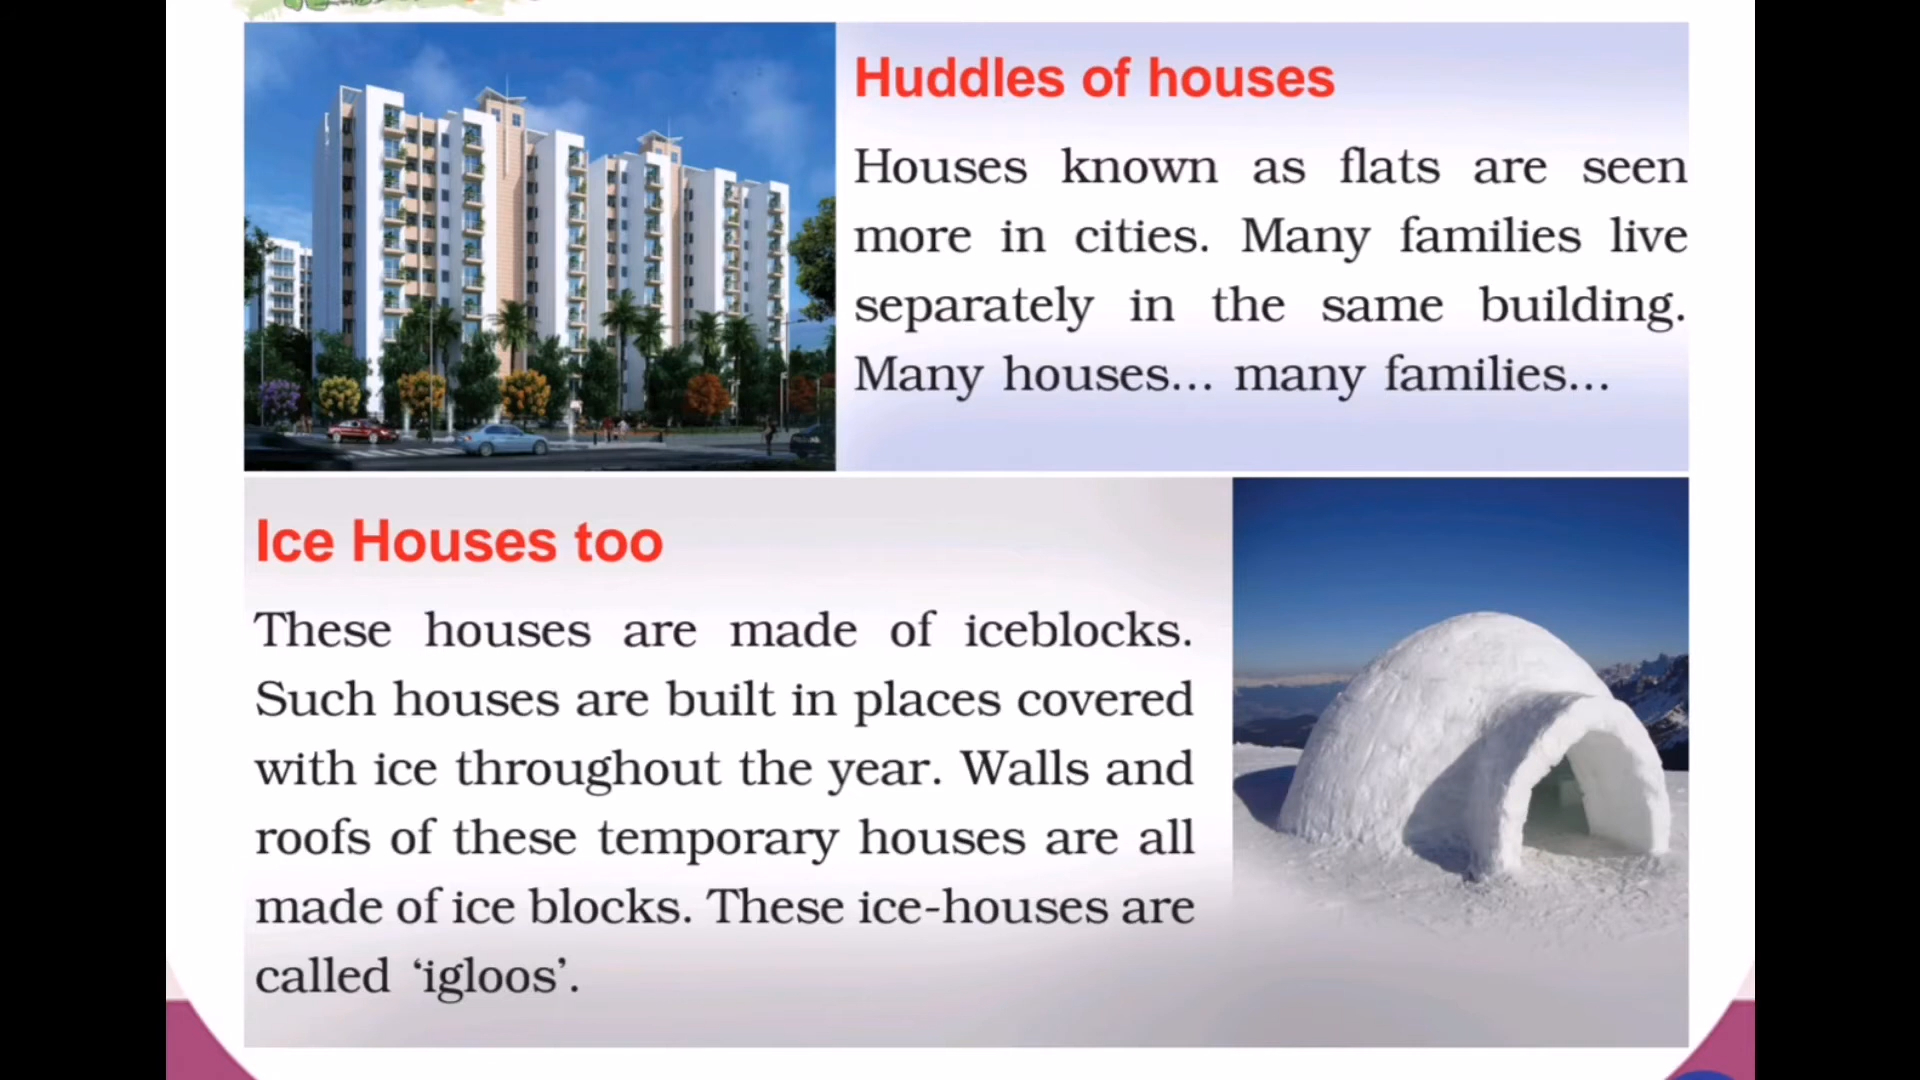 Huddles of houses
Houses known as flats are seen
more in cities. Many families live
separately in the same building.
Many houses... many families...
Ice Houses too
These houses are made of iceblocks.
Such houses are built in places covered
with ice throughout the year. Walls and
roofs of these temporary houses are all
made of ice blocks. These ice-houses are
called ‘igloos’.